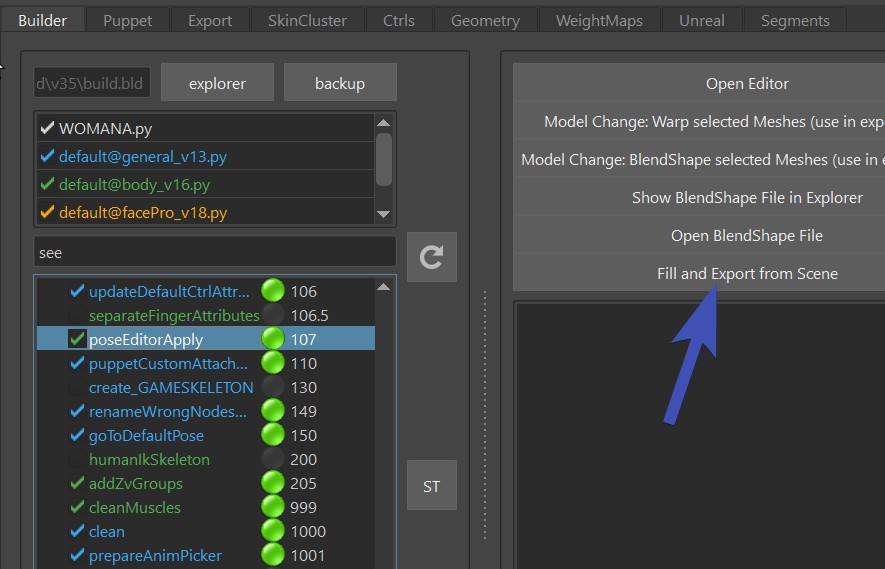 Builder Puppet Export SkinCluster Ctrls Geometry WeightMaps Unreal Segments
d\v35\build.bld explorer backup
WOMANA.py
default@general_v13.py
default@body_v16.py
default@facePro_v18.py
see
updateDefaultCtrlAttr... 106
separateFingerAttributes 106.5
poseEditorApply 107
puppetCustomAttach... 110
create_GAMESKELETON 130
renameWrongNodes... 149
goToDefaultPose 150
humanIkSkeleton 200
addZvGroups 205
cleanMuscles 999
clean 1000
prepareAnimPicker 1001
ST
Open Editor
Model Change: Warp selected Meshes (use in exp
Model Change: BlendShape selected Meshes (use in e
Show BlendShape File in Explorer
Open BlendShape File
Fill and Export from Scene